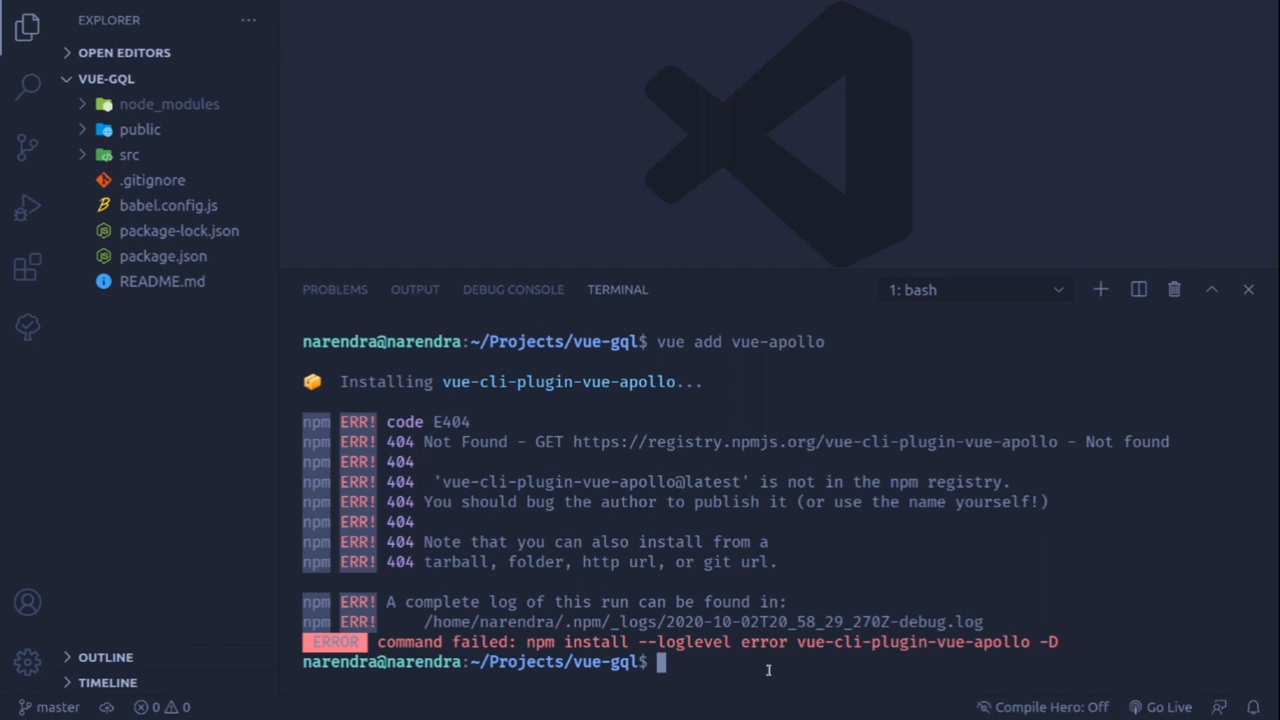 EXPLORER
OPEN EDITORS
VUE-GQL
node_modules
public
src
.gitignore
babel.config.js
package-lock.json
package.json
README.md
OUTLINE
TIMELINE
PROBLEMS OUTPUT DEBUG CONSOLE TERMINAL 1: bash
narendra@narendra:~/Projects/vue-gql$ vue add vue-apollo
Installing vue-cli-plugin-vue-apollo...
npm ERR! code E404
npm ERR! 404 Not Found - GET https://registry.npmjs.org/vue-cli-plugin-vue-apollo - Not found
npm ERR! 404
npm ERR! 404 'vue-cli-plugin-vue-apollo@latest' is not in the npm registry.
npm ERR! 404 You should bug the author to publish it (or use the name yourself!)
npm ERR! 404
npm ERR! 404 Note that you can also install from a
npm ERR! 404 tarball, folder, http url, or git url.
npm ERR! A complete log of this run can be found in:
npm ERR! /home/narendra/.npm/_logs/2020-10-02T20_58_29_270Z-debug.log
ERROR command failed: npm install --loglevel error vue-cli-plugin-vue-apollo -D
narendra@narendra:~/Projects/vue-gql$
master 0 0 Compile Hero: Off Go Live